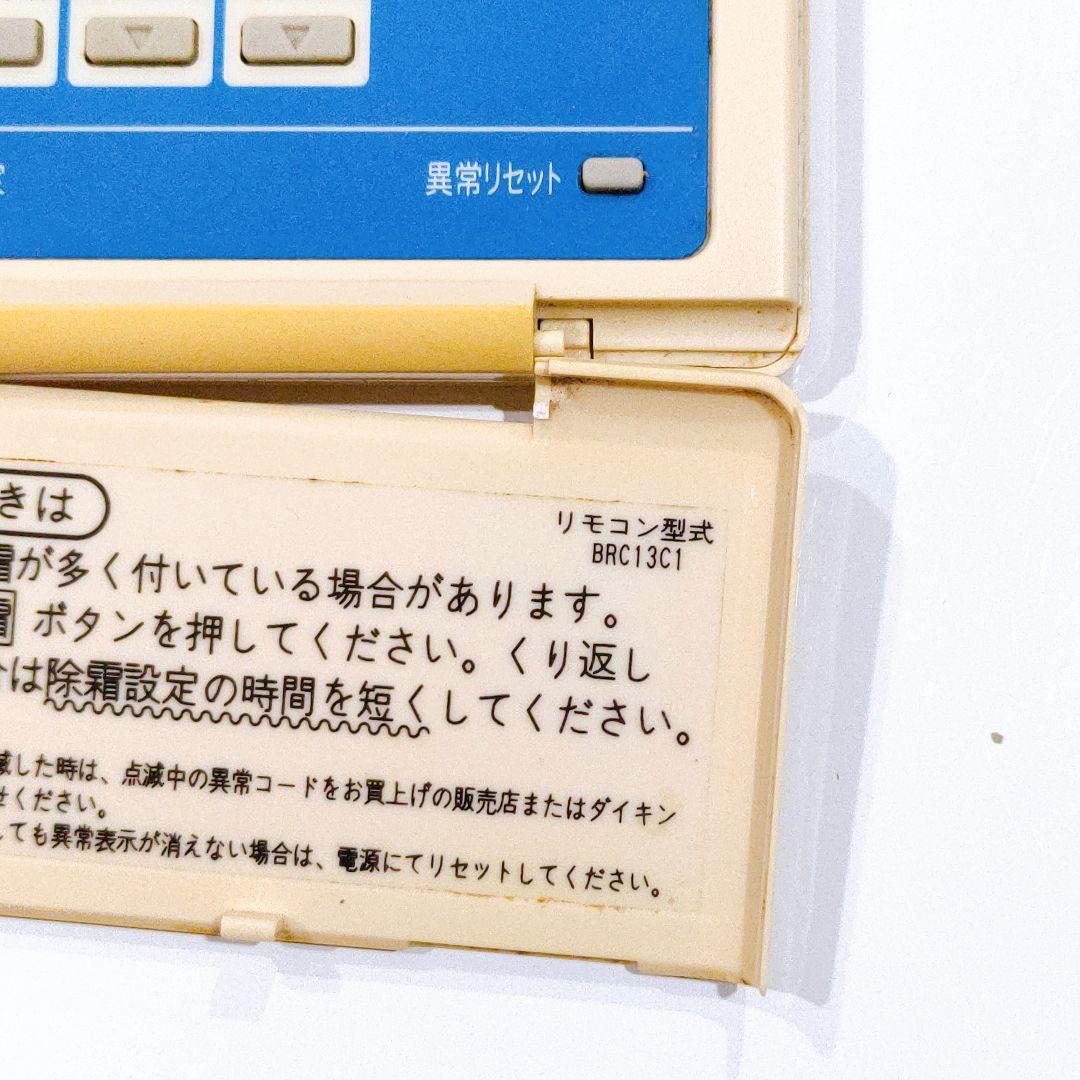 異常リセット
きは
リモコン型式
BRC13C1
霜が多く付いている場合があります。
霜 ボタンを押してください。くり返し
は除霜設定の時間を短くしてください。
滅した時は、点滅中の異常コードをお買上げの販売店またはダイキン
せください。
しても異常表示が消えない場合は、電源にてリセットしてください。